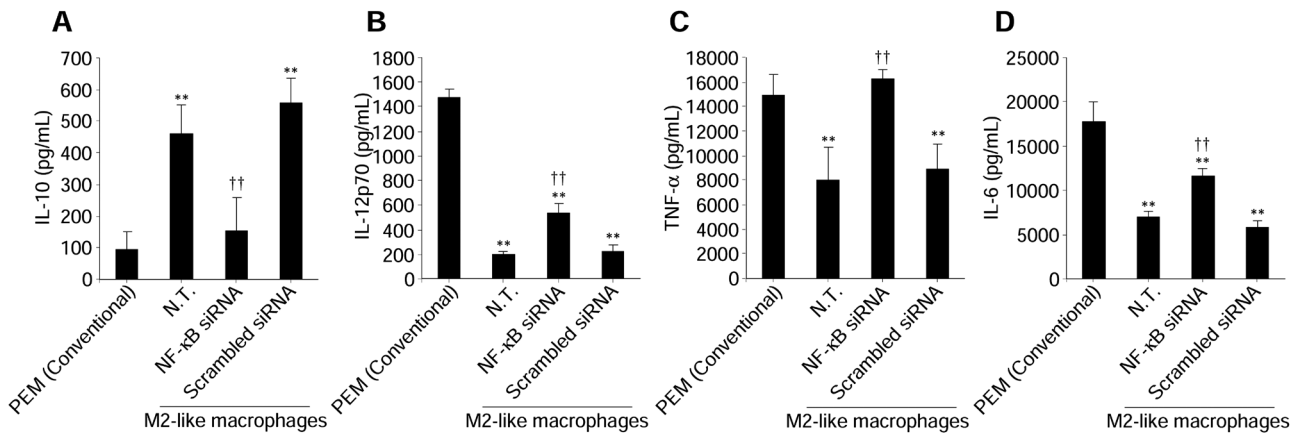 A
IL-10 (pg/mL)
700
600
500
400
300
200
100
0
**
††
**
PEM (Conventional)
N.T.
NF-κB siRNA
Scrambled siRNA
M2-like macrophages
B
IL-12p70 (pg/mL)
1800
1600
1400
1200
1000
800
600
400
200
0
**
††
**
**
PEM (Conventional)
N.T.
NF-κB siRNA
Scrambled siRNA
M2-like macrophages
C
TNF-α (pg/mL)
18000
16000
14000
12000
10000
8000
6000
4000
2000
0
**
††
**
PEM (Conventional)
N.T.
NF-κB siRNA
Scrambled siRNA
M2-like macrophages
D
IL-6 (pg/mL)
25000
20000
15000
10000
5000
0
**
††
**
**
PEM (Conventional)
N.T.
NF-κB siRNA
Scrambled siRNA
M2-like macrophages